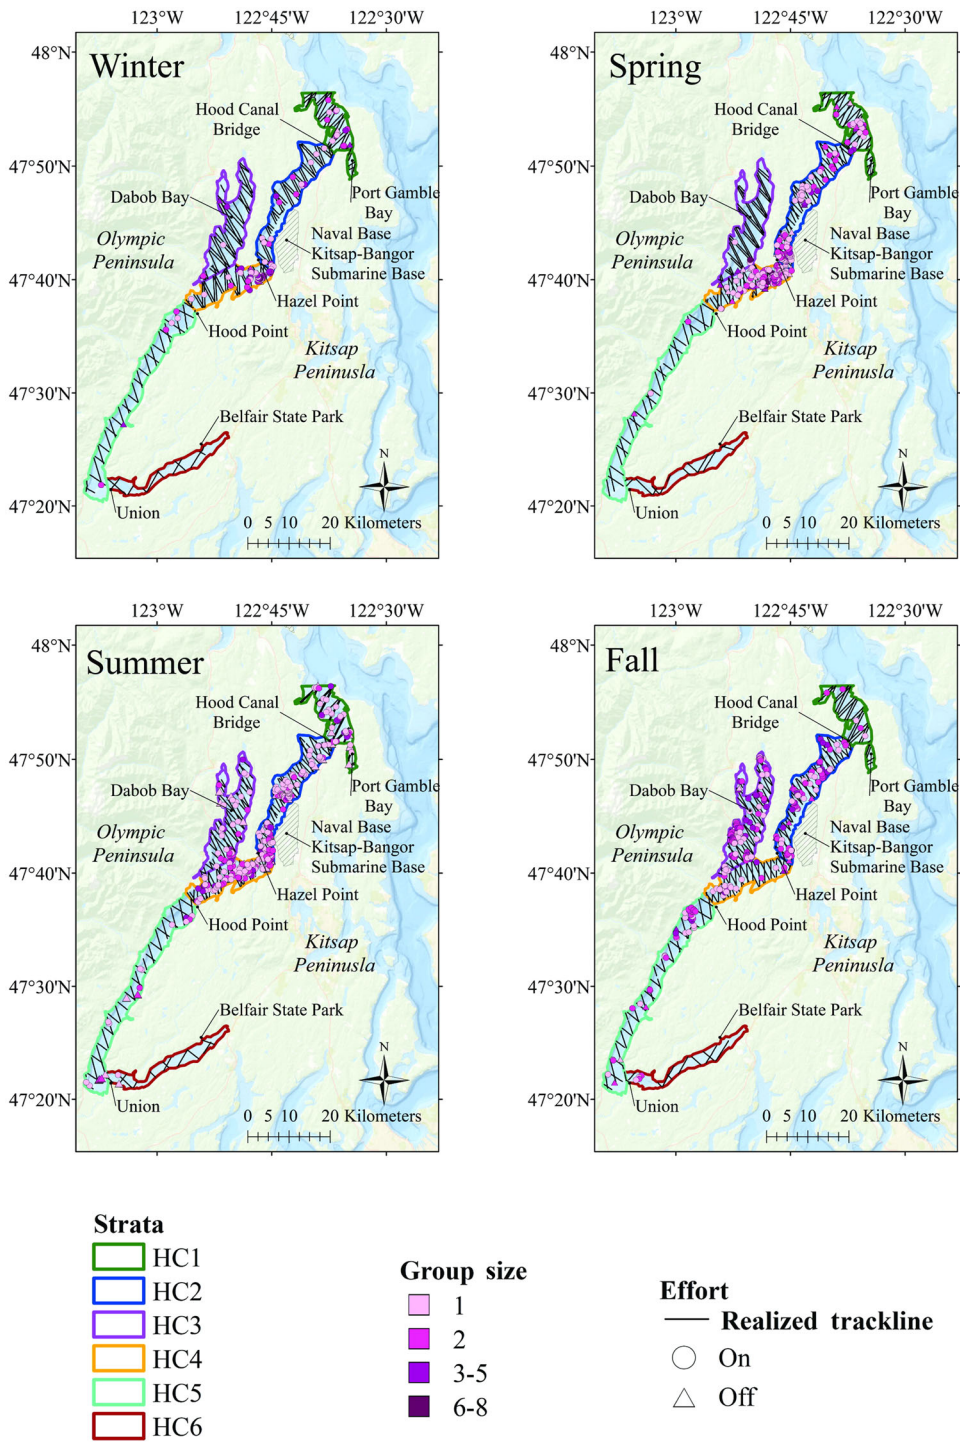 123°W 122°45'W 122°30'W
48°N
Winter
Hood Canal
Bridge
47°50'N
Dabob Bay
Port Gamble
Bay
Olympic
Peninsula
Naval Base
Kitsap-Bangor
Submarine Base
47°40'N
Hazel Point
Hood Point
Kitsap
Peninusla
47°30'N
Belfair State Park
N
47°20'N
Union
0 5 10 20 Kilometers
123°W 122°45'W 122°30'W
48°N
Spring
Hood Canal
Bridge
47°50'N
Dabob Bay
Port Gamble
Bay
Olympic
Peninsula
Naval Base
Kitsap-Bangor
Submarine Base
47°40'N
Hazel Point
Hood Point
Kitsap
Peninusla
47°30'N
Belfair State Park
N
47°20'N
Union
0 5 10 20 Kilometers
123°W 122°45'W 122°30'W
48°N
Summer
Hood Canal
Bridge
47°50'N
Dabob Bay
Port Gamble
Bay
Olympic
Peninsula
Naval Base
Kitsap-Bangor
Submarine Base
47°40'N
Hazel Point
Hood Point
Kitsap
Peninusla
47°30'N
Belfair State Park
N
47°20'N
Union
0 5 10 20 Kilometers
123°W 122°45'W 122°30'W
48°N
Fall
Hood Canal
Bridge
47°50'N
Dabob Bay
Port Gamble
Bay
Olympic
Peninsula
Naval Base
Kitsap-Bangor
Submarine Base
47°40'N
Hazel Point
Hood Point
Kitsap
Peninusla
47°30'N
Belfair State Park
N
47°20'N
Union
0 5 10 20 Kilometers
Strata
HC1
HC2
HC3
HC4
HC5
HC6
Group size
1
2
3-5
6-8
Effort
Realized trackline
On
Off